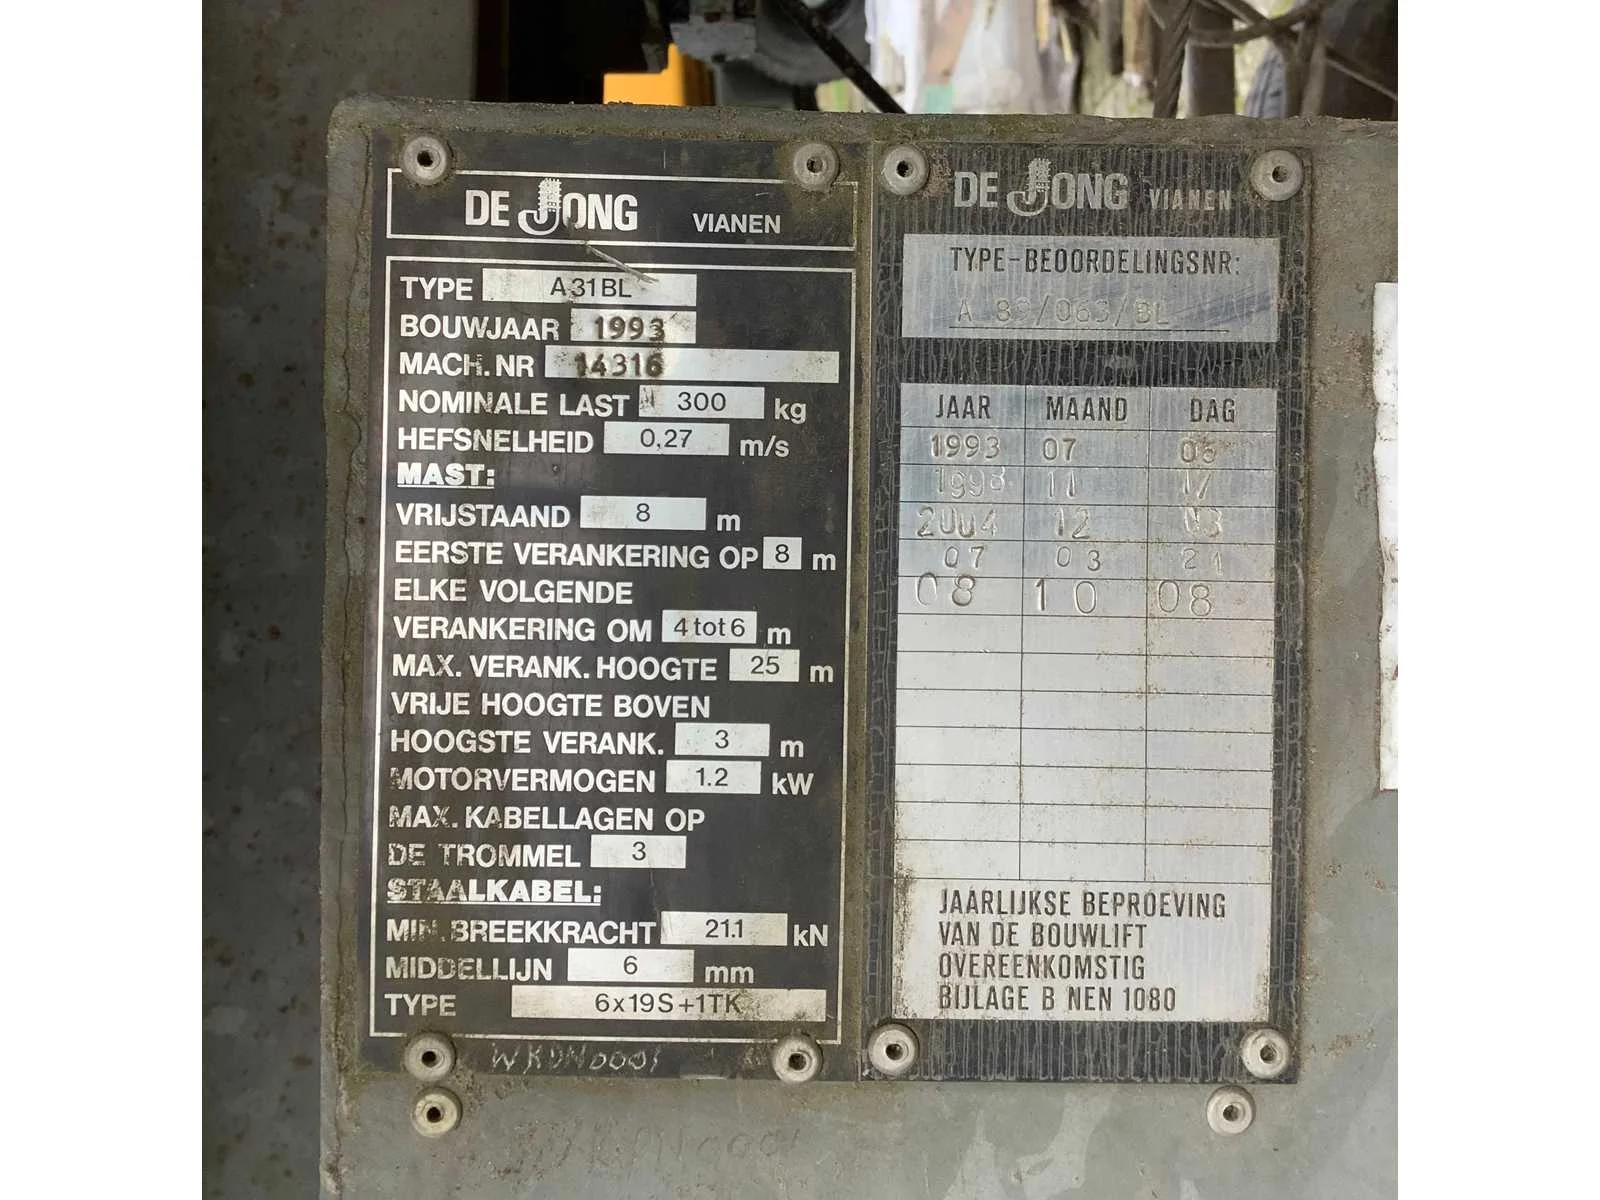 DE JONG VIANEN
TYPE A31BL
BOUWJAAR 1993
MACH. NR 14316
NOMINALE LAST 300 kg
HEFSNELHEID 0,27 m/s
MAST:
VRIJSTAAND 8 m
EERSTE VERANKERING OP 8 m
ELKE VOLGENDE
VERANKERING OM 4 tot 6 m
MAX. VERANK. HOOGTE 25 m
VRIJE HOOGTE BOVEN
HOOGSTE VERANK. 3 m
MOTORVERMOGEN 1.2 kW
MAX. KABELLAGEN OP
DE TROMMEL 3
STAALKABEL:
MIN. BREEKKRACHT 21.1 kN
MIDDELLIJN 6 mm
TYPE 6x19S+1TK
WKDN0001
DE JONG VIANEN
TYPE-BEOORDELINGSNR:
JAAR MAAND DAG
1993 07
1998 11 17
2004 12 03
07 03 21
08 10 08
JAARLIJKSE BEPROEVING
VAN DE BOUWLIFT
OVEREENKOMSTIG
BIJLAGE B NEN 1080